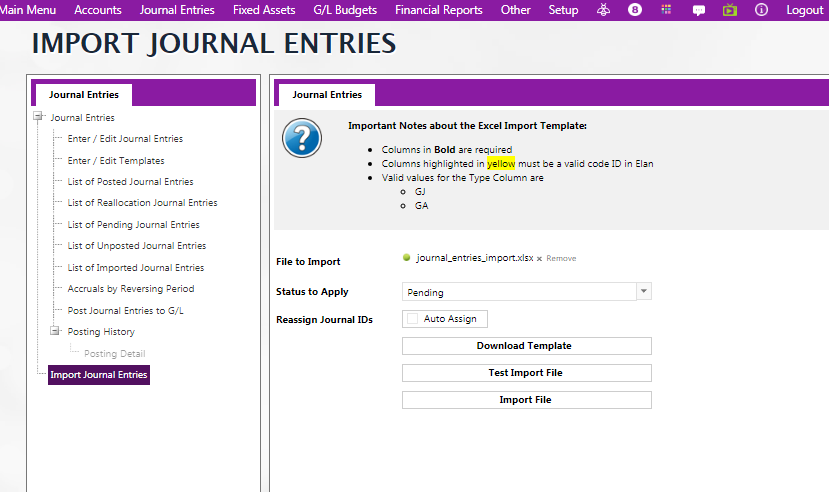 Main Menu Accounts Journal Entries Fixed Assets G/L Budgets Financial Reports Other Setup 8 Logout
IMPORT JOURNAL ENTRIES
Journal Entries
Journal Entries
Enter / Edit Journal Entries
Enter / Edit Templates
List of Posted Journal Entries
List of Reallocation Journal Entries
List of Pending Journal Entries
List of Unposted Journal Entries
List of Imported Journal Entries
Accruals by Reversing Period
Post Journal Entries to G/L
Posting History
Posting Detail
Import Journal Entries
Journal Entries
Important Notes about the Excel Import Template:
Columns in Bold are required
Columns highlighted in yellow must be a valid code ID in Elan
Valid values for the Type Column are
GJ
GA
File to Import journal_entries_import.xlsx x Remove
Status to Apply Pending
Reassign Journal IDs Auto Assign
Download Template
Test Import File
Import File